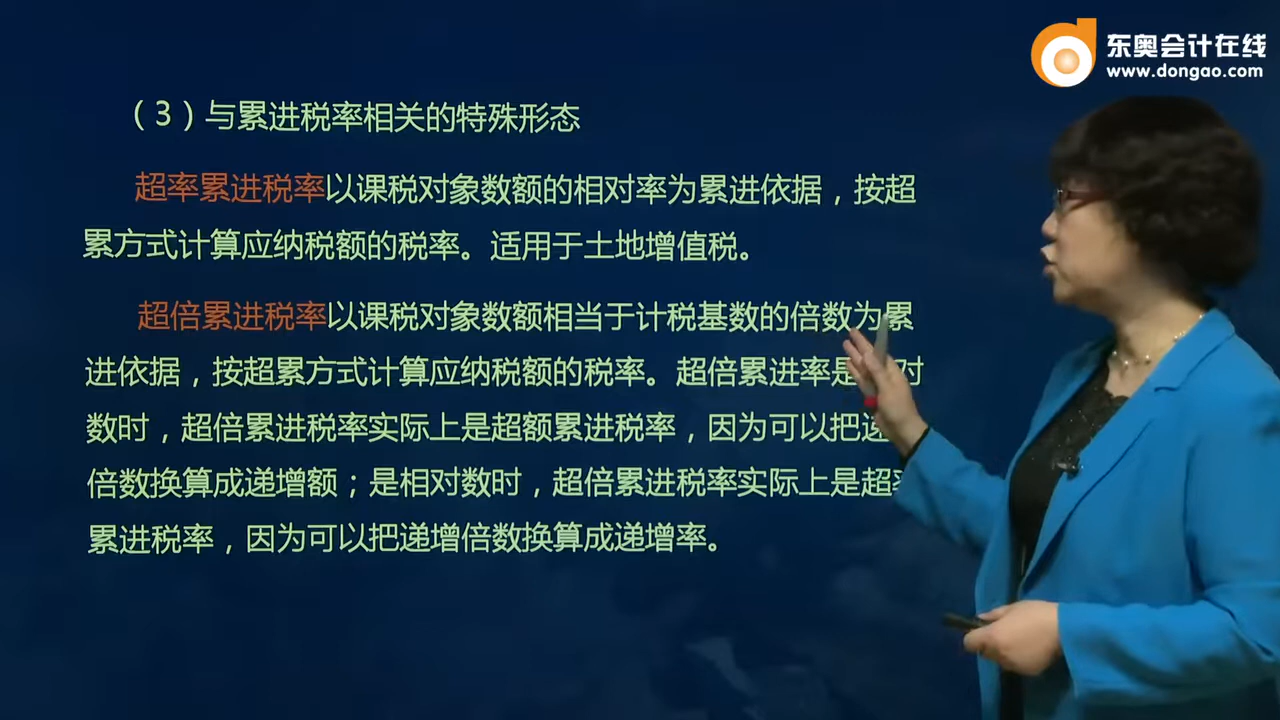 东奥会计在线
www.dongao.com
（3）与累进税率相关的特殊形态
超率累进税率以课税对象数额的相对率为累进依据，按超
累方式计算应纳税额的税率。适用于土地增值税。
超倍累进税率以课税对象数额相当于计税基数的倍数为累
进依据，按超累方式计算应纳税额的税率。超倍累进率是 对
数时，超倍累进税率实际上是超额累进税率，因为可以把递
倍数换算成递增额；是相对数时，超倍累进税率实际上是超率
累进税率，因为可以把递增倍数换算成递增率。